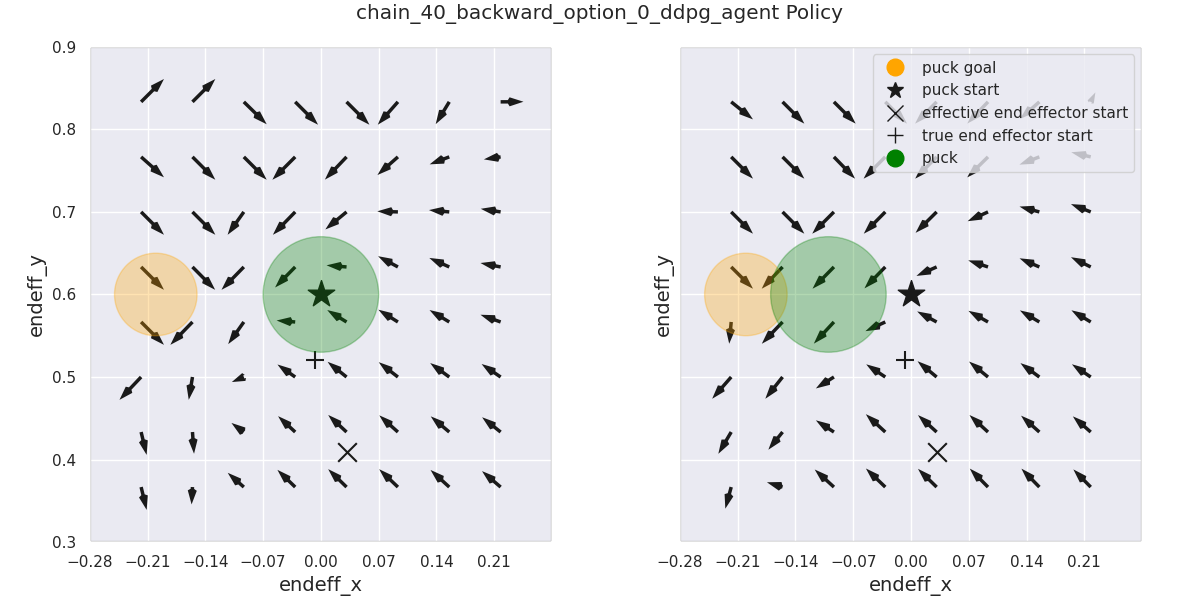 chain_40_backward_option_0_ddpg_agent Policy
endeff_y
0.9
0.8
0.7
0.6
0.5
0.4
0.3
−0.28 −0.21 −0.14 −0.07 0.00 0.07 0.14 0.21
endeff_x
puck goal
puck start
effective end effector start
true end effector start
puck
endeff_y
−0.28 −0.21 −0.14 −0.07 0.00 0.07 0.14 0.21
endeff_x